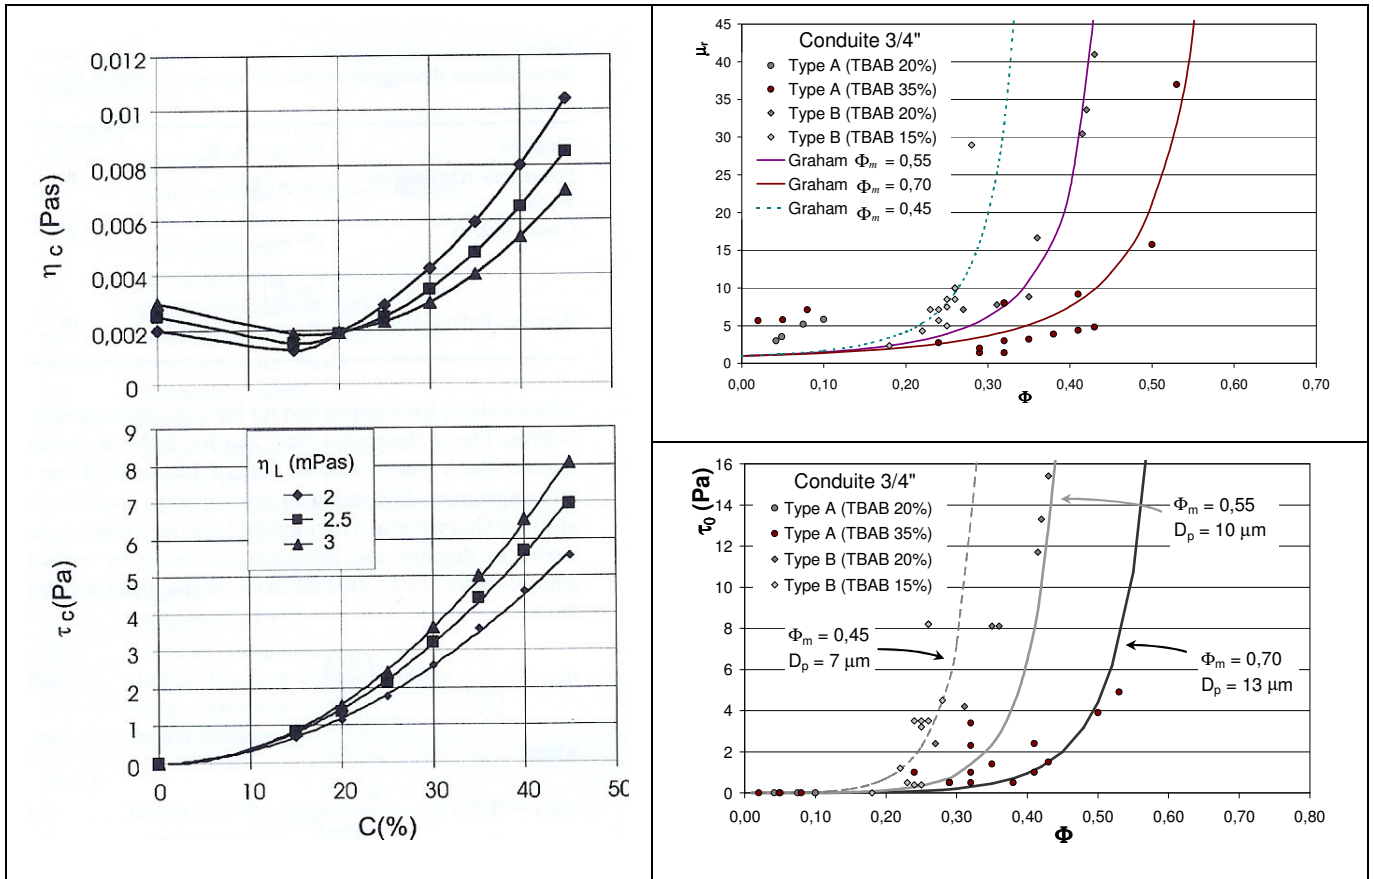 0,012
0,01
0,008
0,006
0,004
0,002
0
η C (Pas)
9
8
7
6
5
4
3
2
1
0
τC(Pa)
η L (mPas)
2
2.5
3
0
10
20
30
40
50
C(%)
45
40
35
30
25
20
15
10
5
0
μr
Conduite 3/4"
Type A (TBAB 20%)
Type A (TBAB 35%)
Type B (TBAB 20%)
Type B (TBAB 15%)
Graham Φm = 0,55
Graham Φm = 0,70
Graham Φm = 0,45
0,00
0,10
0,20
0,30
0,40
0,50
0,60
0,70
Φ
16
14
12
10
8
6
4
2
0
τ0 (Pa)
Conduite 3/4"
Type A (TBAB 20%)
Type A (TBAB 35%)
Type B (TBAB 20%)
Type B (TBAB 15%)
Φm = 0,55
Dp = 10 µm
Φm = 0,45
Dp = 7 µm
Φm = 0,70
Dp = 13 µm
0,00
0,10
0,20
0,30
0,40
0,50
0,60
0,70
0,80
Φ